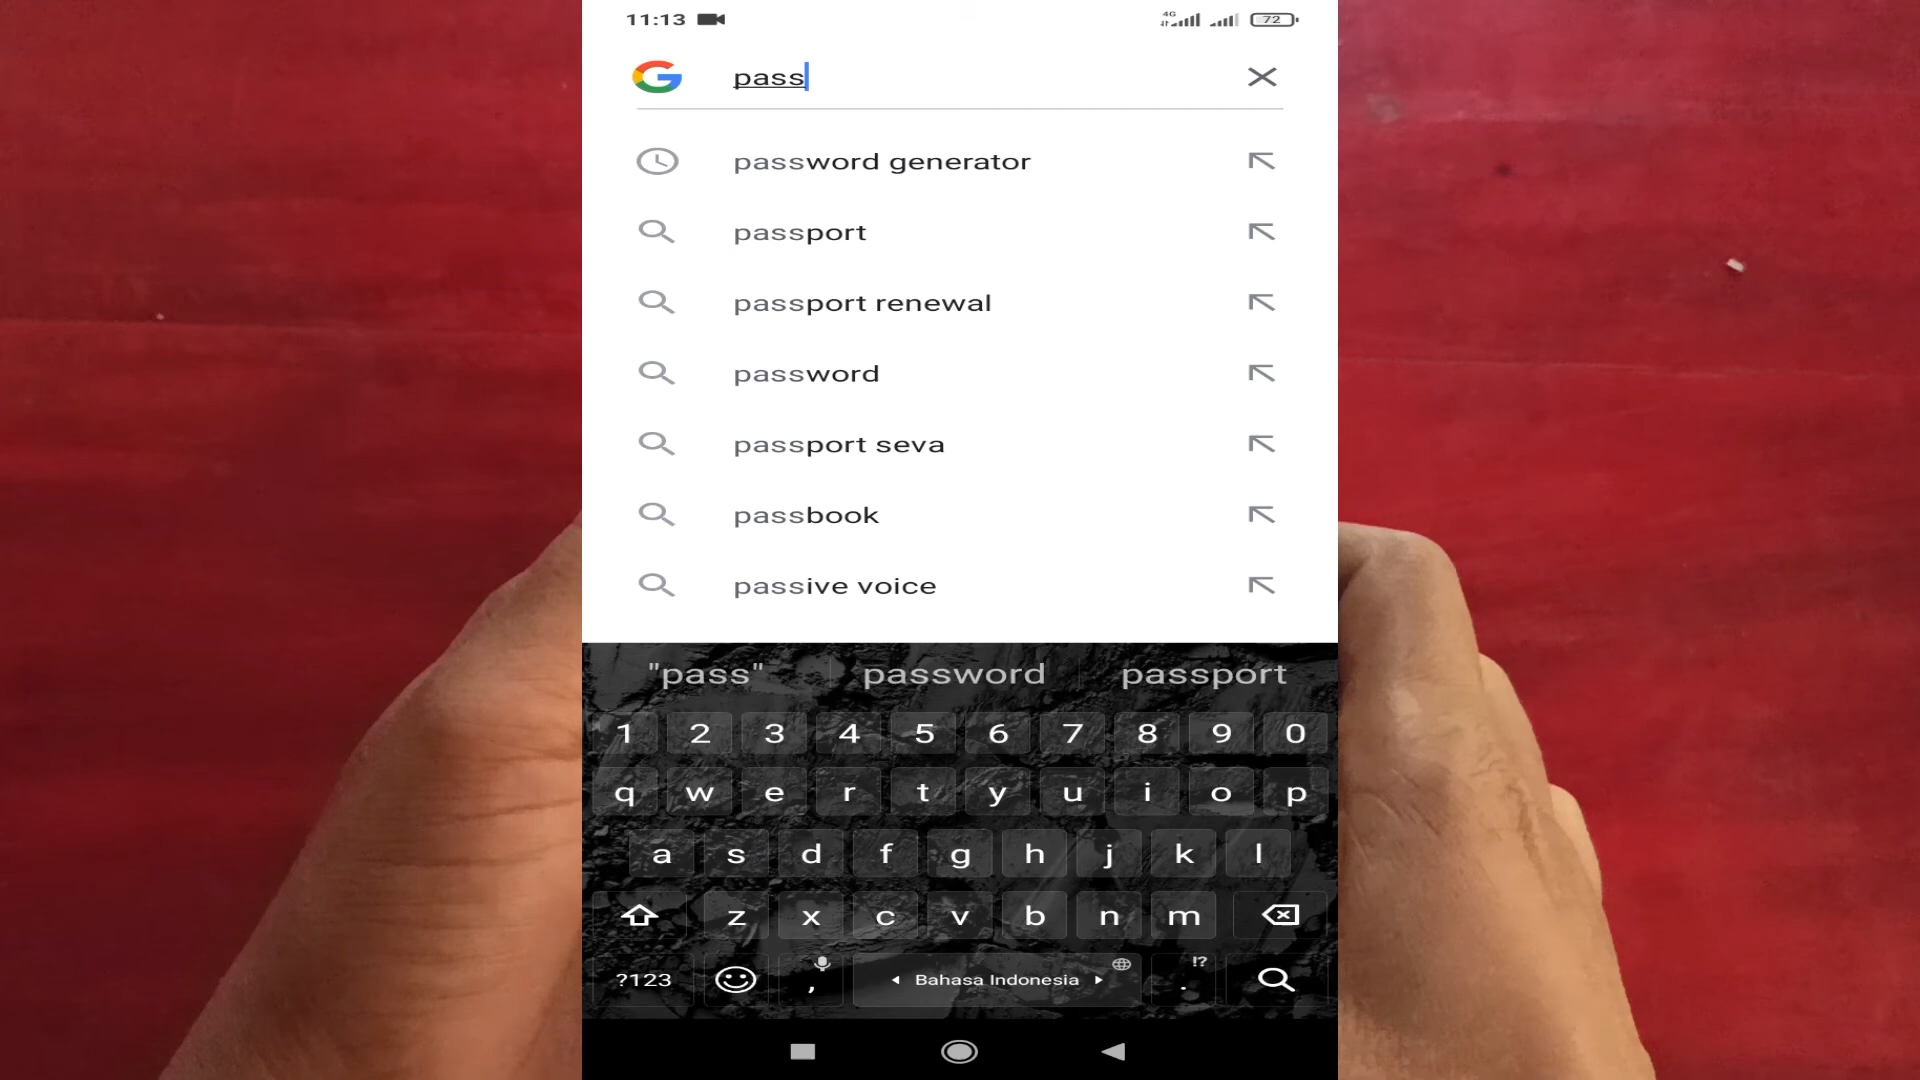 11:13 4G 72
pass
password generator
passport
passport renewal
password
passport seva
passbook
passive voice
"pass" password passport
1 2 3 4 5 6 7 8 9 0
q w e r t y u i o p
a s d f g h j k l
z x c v b n m
?123 , Bahasa Indonesia . !?